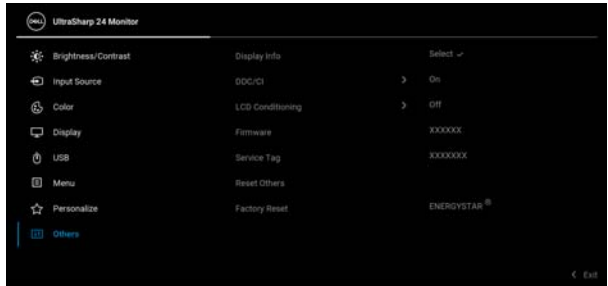 DELL UltraSharp 24 Monitor
Brightness/Contrast Display Info Select ✓
Input Source DDC/CI > On
Color LCD Conditioning > Off
Display Firmware XXXXXX
USB Service Tag XXXXXXX
Menu Reset Others
Personalize Factory Reset ENERGYSTAR ®
Others
< Exit